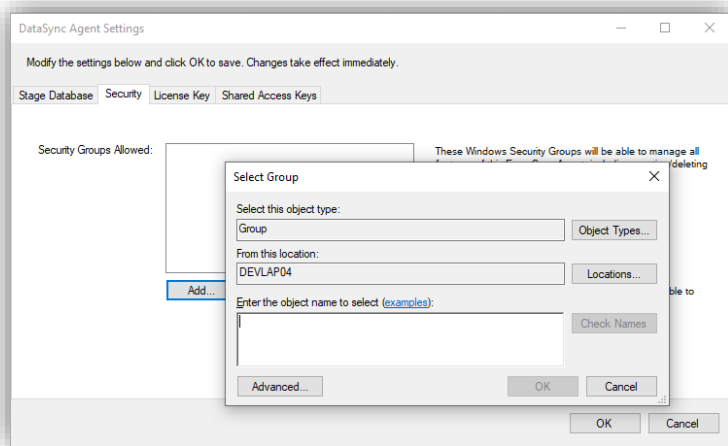 DataSync Agent Settings
Modify the settings below and click OK to save. Changes take effect immediately.
Stage Database Security License Key Shared Access Keys
Security Groups Allowed:
These Windows Security Groups will be able to manage all
/deleting
Add...
ble to
Select Group
Select this object type:
Group
Object Types...
From this location:
DEVLAP04
Locations...
Enter the object name to select (examples):
Check Names
Advanced...
OK Cancel
OK Cancel